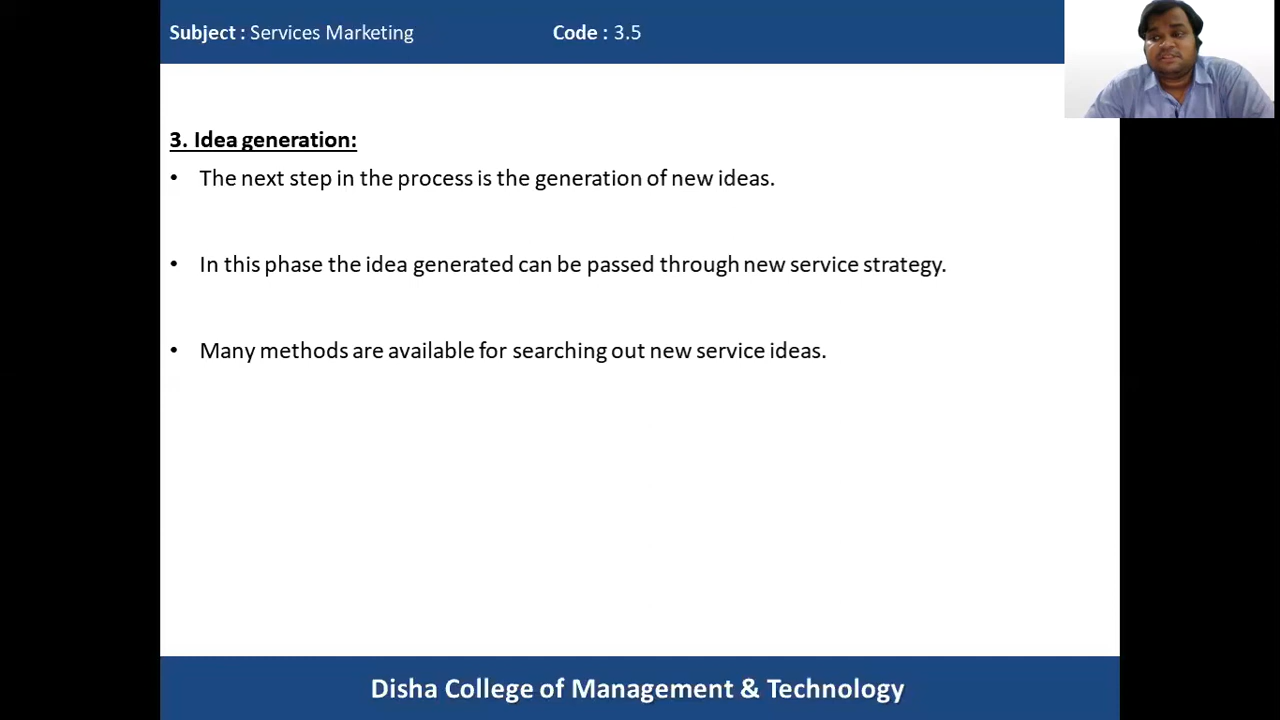 Subject : Services Marketing Code : 3.5
3. Idea generation:
• The next step in the process is the generation of new ideas.
• In this phase the idea generated can be passed through new service strategy.
• Many methods are available for searching out new service ideas.
Disha College of Management & Technology